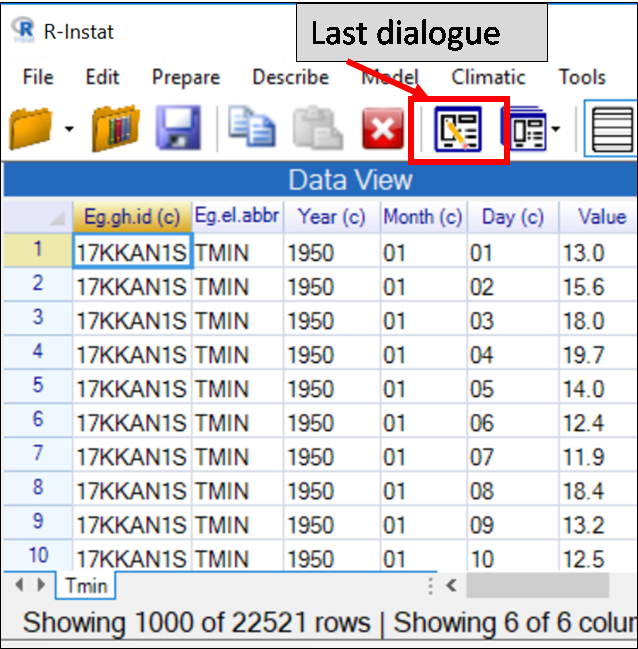 R-Instat
Last dialogue
File Edit Prepare Describe Model Climatic Tools
Data View
Eg.gh.id (c) Eg.el.abbr Year (c) Month (c) Day (c) Value
1 17KKAN1S TMIN 1950 01 01 13.0
2 17KKAN1S TMIN 1950 01 02 15.6
3 17KKAN1S TMIN 1950 01 03 18.0
4 17KKAN1S TMIN 1950 01 04 19.7
5 17KKAN1S TMIN 1950 01 05 14.0
6 17KKAN1S TMIN 1950 01 06 12.4
7 17KKAN1S TMIN 1950 01 07 11.9
8 17KKAN1S TMIN 1950 01 08 18.4
9 17KKAN1S TMIN 1950 01 09 13.2
10 17KKAN1S TMIN 1950 01 10 12.5
Tmin
Showing 1000 of 22521 rows | Showing 6 of 6 colur